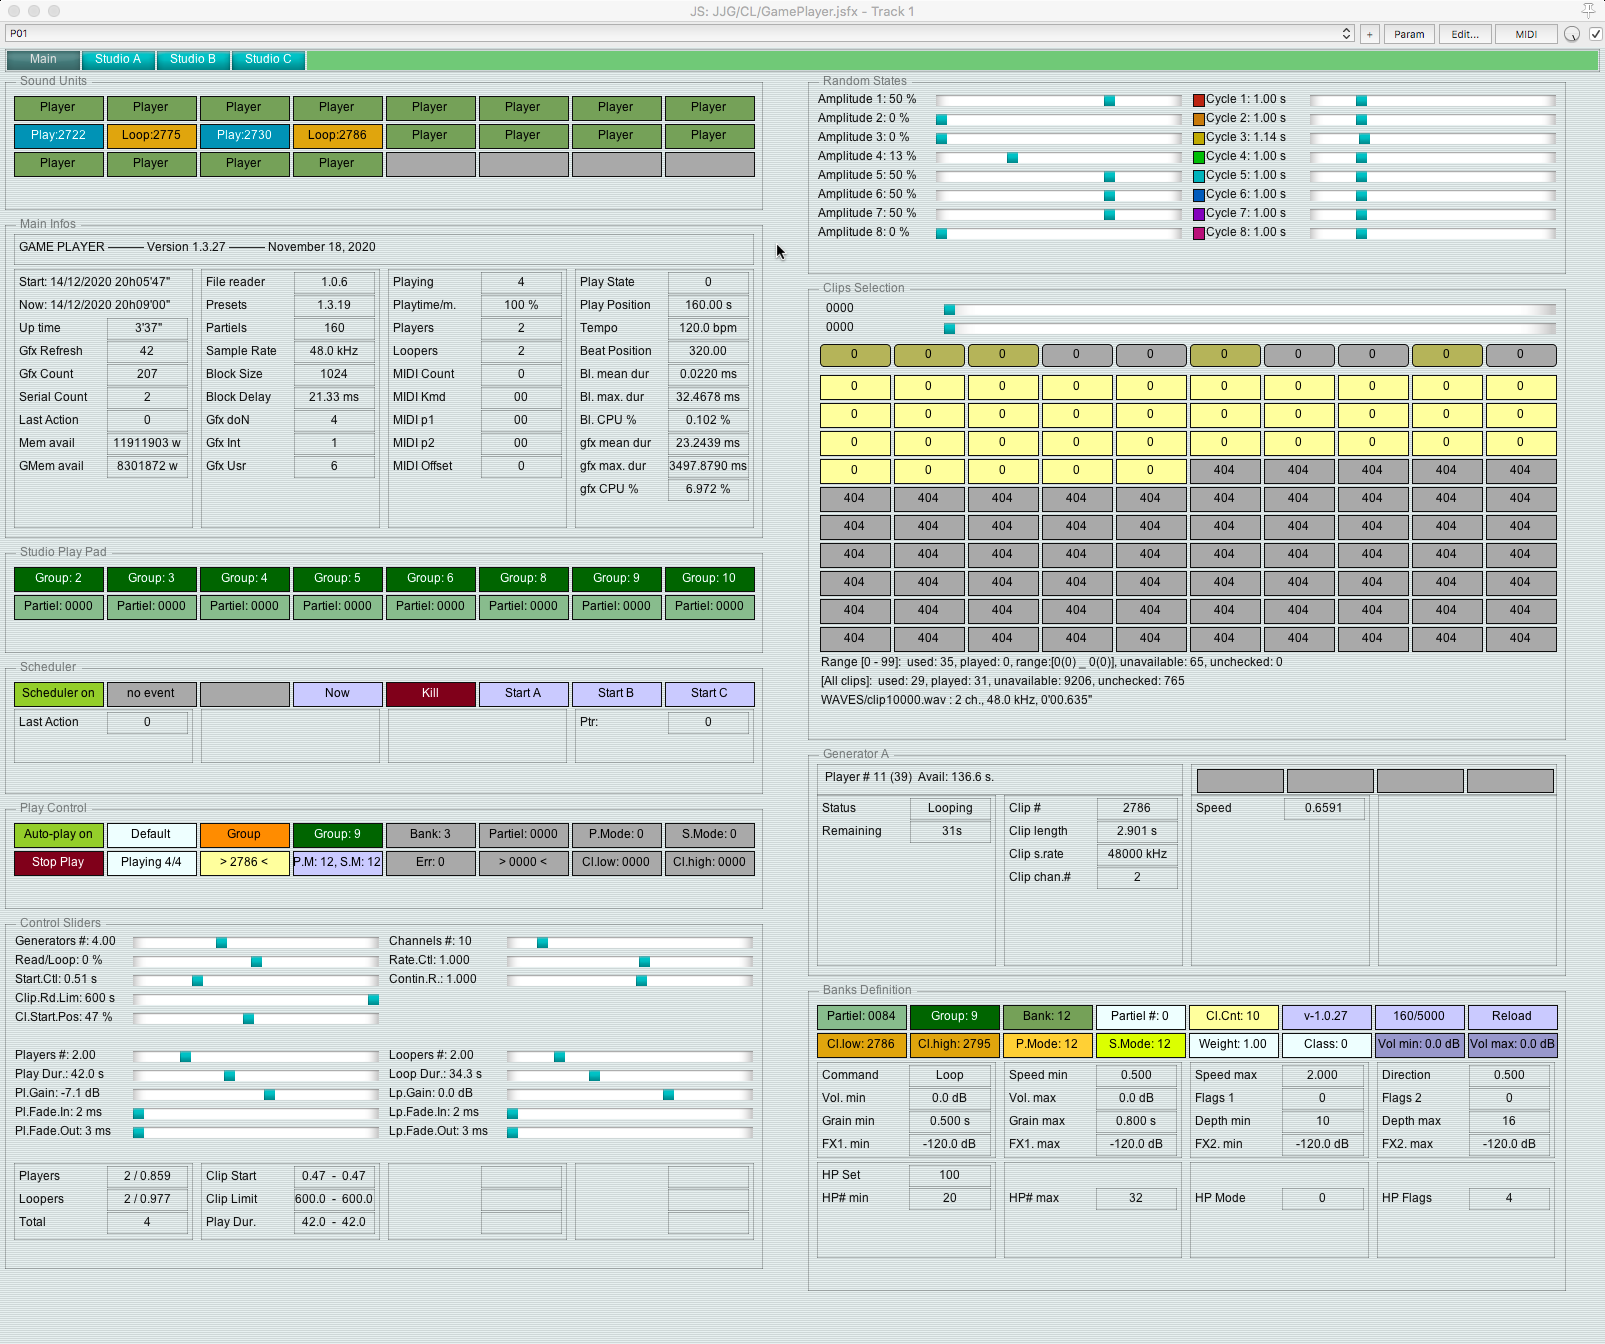 JS: JJG/CL/GamePlayer.jsfx - Track 1
P01 + Param Edit... MIDI
Main Studio A Studio B Studio C
Sound Units
Player Player Player Player Player Player Player Player
Play:2722 Loop:2775 Play:2730 Loop:2786 Player Player Player Player
Player Player Player Player
Main Infos
GAME PLAYER ——— Version 1.3.27 ——— November 18, 2020
Start: 14/12/2020 20h05'47" File reader 1.0.6 Playing 4 Play State 0
Now: 14/12/2020 20h09'00" Presets 1.3.19 Playtime/m. 100 % Play Position 160.00 s
Up time 3'37" Partiels 160 Players 2 Tempo 120.0 bpm
Gfx Refresh 42 Sample Rate 48.0 kHz Loopers 2 Beat Position 320.00
Gfx Count 207 Block Size 1024 MIDI Count 0 Bl. mean dur 0.0220 ms
Serial Count 2 Block Delay 21.33 ms MIDI Kmd 00 Bl. max. dur 32.4678 ms
Last Action 0 Gfx doN 4 MIDI p1 00 Bl. CPU % 0.102 %
Mem avail 11911903 w Gfx Int 1 MIDI p2 00 gfx mean dur 23.2439 ms
GMem avail 8301872 w Gfx Usr 6 MIDI Offset 0 gfx max. dur 3497.8790 ms
gfx CPU % 6.972 %
Studio Play Pad
Group: 2 Group: 3 Group: 4 Group: 5 Group: 6 Group: 8 Group: 9 Group: 10
Partiel: 0000 Partiel: 0000 Partiel: 0000 Partiel: 0000 Partiel: 0000 Partiel: 0000 Partiel: 0000 Partiel: 0000
Scheduler
Scheduler on no event Now Kill Start A Start B Start C
Last Action 0 Ptr: 0
Play Control
Auto-play on Default Group Group: 9 Bank: 3 Partiel: 0000 P.Mode: 0 S.Mode: 0
Stop Play Playing 4/4 > 2786 < P.M: 12, S.M: 12 Err: 0 > 0000 < Cl.low: 0000 Cl.high: 0000
Control Sliders
Generators #: 4.00 Channels #: 10
Read/Loop: 0 % Rate.Ctl: 1.000
Start.Ctl: 0.51 s Contin.R.: 1.000
Clip.Rd.Lim: 600 s
Cl.Start.Pos: 47 %
Players #: 2.00 Loopers #: 2.00
Play Dur.: 42.0 s Loop Dur.: 34.3 s
Pl.Gain: -7.1 dB Lp.Gain: 0.0 dB
Pl.Fade.In: 2 ms Lp.Fade.In: 2 ms
Pl.Fade.Out: 3 ms Lp.Fade.Out: 3 ms
Players 2 / 0.859 Clip Start 0.47 - 0.47
Loopers 2 / 0.977 Clip Limit 600.0 - 600.0
Total 4 Play Dur. 42.0 - 42.0
Random States
Amplitude 1: 50 % Cycle 1: 1.00 s
Amplitude 2: 0 % Cycle 2: 1.00 s
Amplitude 3: 0 % Cycle 3: 1.14 s
Amplitude 4: 13 % Cycle 4: 1.00 s
Amplitude 5: 50 % Cycle 5: 1.00 s
Amplitude 6: 50 % Cycle 6: 1.00 s
Amplitude 7: 50 % Cycle 7: 1.00 s
Amplitude 8: 0 % Cycle 8: 1.00 s
Clips Selection
0000
0000
0 0 0 0 0 0 0 0 0 0
0 0 0 0 0 0 0 0 0 0
0 0 0 0 0 0 0 0 0 0
0 0 0 0 0 0 0 0 0 0
0 0 0 0 0 404 404 404 404 404
404 404 404 404 404 404 404 404 404 404
404 404 404 404 404 404 404 404 404 404
404 404 404 404 404 404 404 404 404 404
404 404 404 404 404 404 404 404 404 404
404 404 404 404 404 404 404 404 404 404
404 404 404 404 404 404 404 404 404 404
Range [0 - 99]: used: 35, played: 0, range:[0(0) _ 0(0)], unavailable: 65, unchecked: 0
[All clips]: used: 29, played: 31, unavailable: 9206, unchecked: 765
WAVES/clip10000.wav : 2 ch., 48.0 kHz, 0'00.635"
Generator A
Player # 11 (39) Avail: 136.6 s.
Status Looping Clip # 2786 Speed 0.6591
Remaining 31s Clip length 2.901 s
Clip s.rate 48000 kHz
Clip chan.# 2
Banks Definition
Partiel: 0084 Group: 9 Bank: 12 Partiel #: 0 Cl.Cnt: 10 v-1.0.27 160/5000 Reload
Cl.low: 2786 Cl.high: 2795 P.Mode: 12 S.Mode: 12 Weight: 1.00 Class: 0 Vol min: 0.0 dB Vol max: 0.0 dB
Command Loop Speed min 0.500 Speed max 2.000 Direction 0.500
Vol. min 0.0 dB Vol. max 0.0 dB Flags 1 0 Flags 2 0
Grain min 0.500 s Grain max 0.800 s Depth min 10 Depth max 16
FX1. min -120.0 dB FX1. max -120.0 dB FX2. min -120.0 dB FX2. max -120.0 dB
HP Set 100
HP# min 20 HP# max 32 HP Mode 0 HP Flags 4